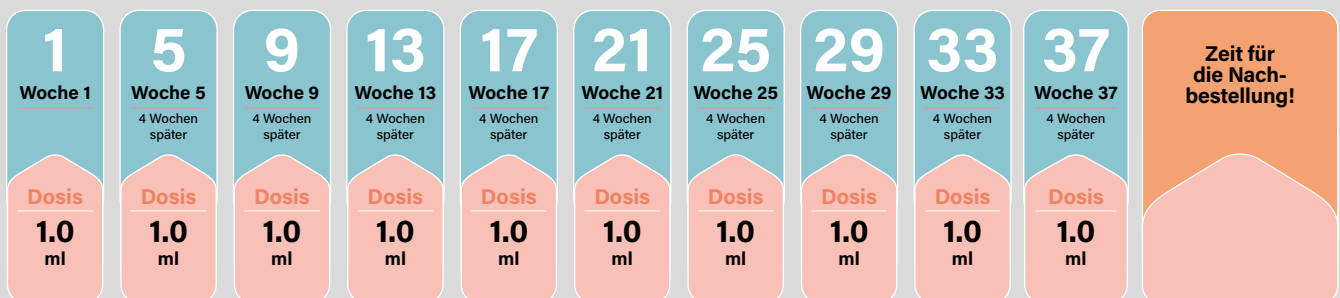 1
Woche 1
Dosis
1.0
ml
5
Woche 5
4 Wochen
später
Dosis
1.0
ml
9
Woche 9
4 Wochen
später
Dosis
1.0
ml
13
Woche 13
4 Wochen
später
Dosis
1.0
ml
17
Woche 17
4 Wochen
später
Dosis
1.0
ml
21
Woche 21
4 Wochen
später
Dosis
1.0
ml
25
Woche 25
4 Wochen
später
Dosis
1.0
ml
29
Woche 29
4 Wochen
später
Dosis
1.0
ml
33
Woche 33
4 Wochen
später
Dosis
1.0
ml
37
Woche 37
4 Wochen
später
Dosis
1.0
ml
Zeit für
die Nach-
bestellung!